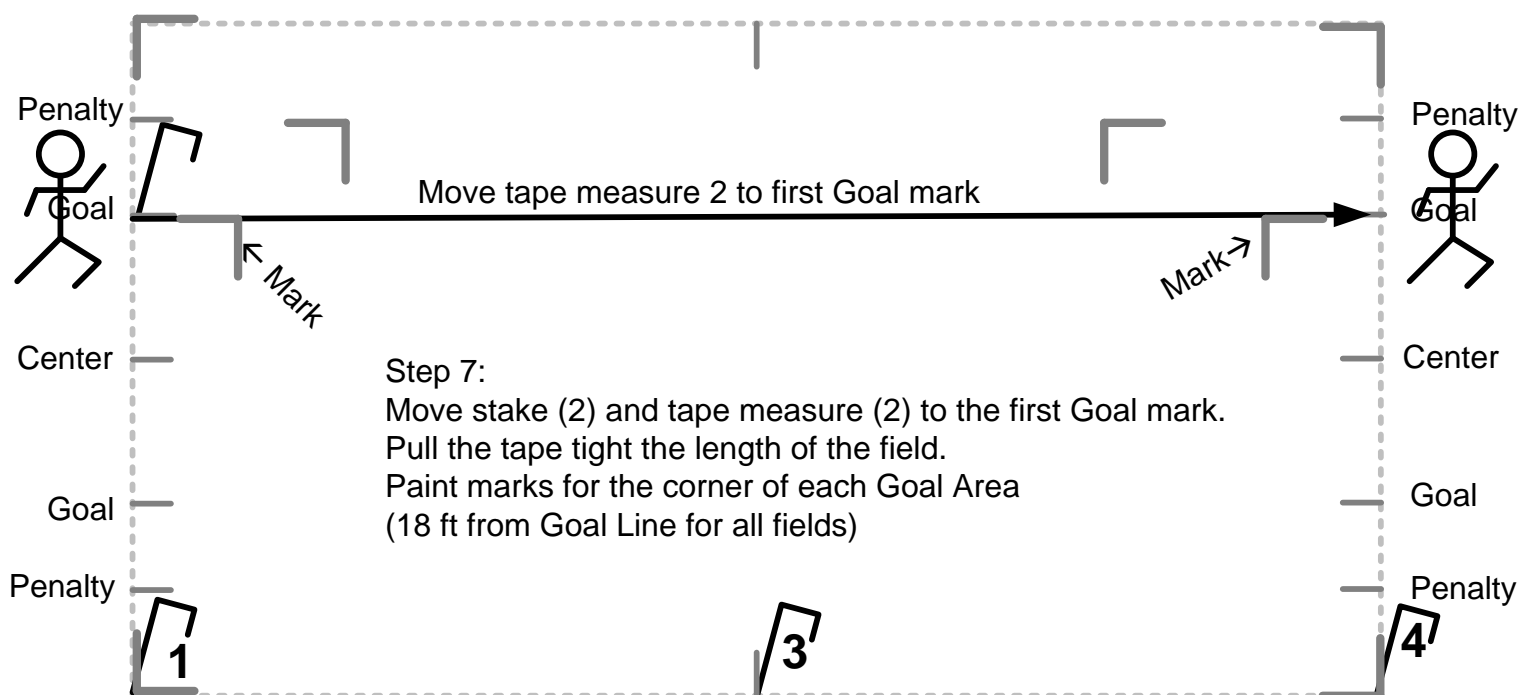 Penalty
Penalty
Move tape measure 2 to first Goal mark
Goal
Goal
← Mark
Mark→
Center
Center
Step 7:
Move stake (2) and tape measure (2) to the first Goal mark.
Pull the tape tight the length of the field.
Paint marks for the corner of each Goal Area
(18 ft from Goal Line for all fields)
Goal
Goal
Penalty
Penalty
1
3
4